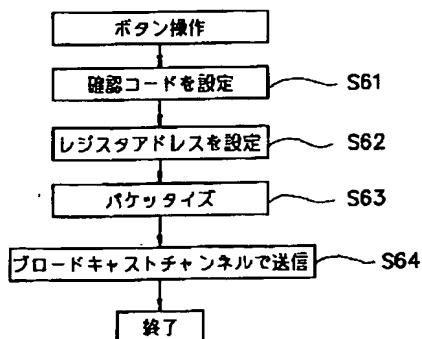 ボタン操作
確認コードを設定 S61
レジスタアドレスを設定 S62
パケッタイズ S63
ブロードキャストチャンネルで送信 S64
終了